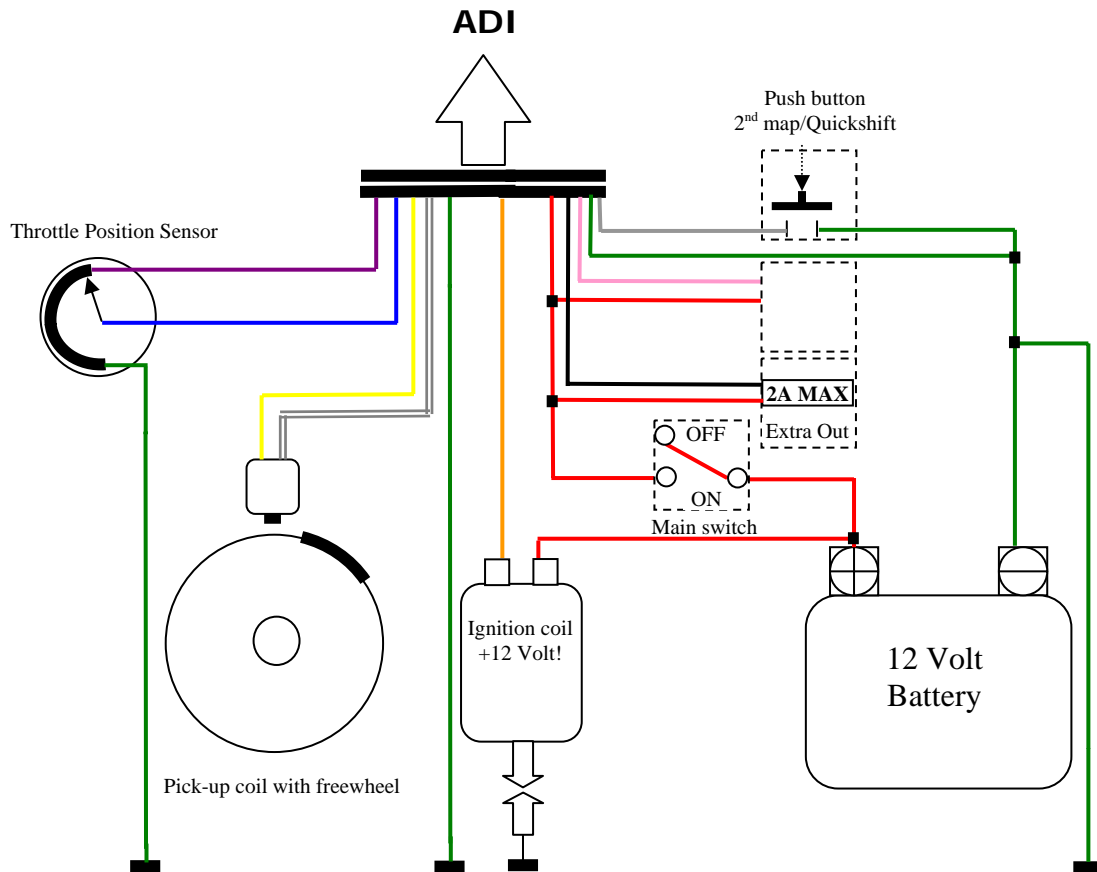 ADI
Push button
2nd map/Quickshift
Throttle Position Sensor
2A MAX
OFF
Extra Out
ON
Main switch
Ignition coil
+12 Volt!
12 Volt
Battery
Pick-up coil with freewheel